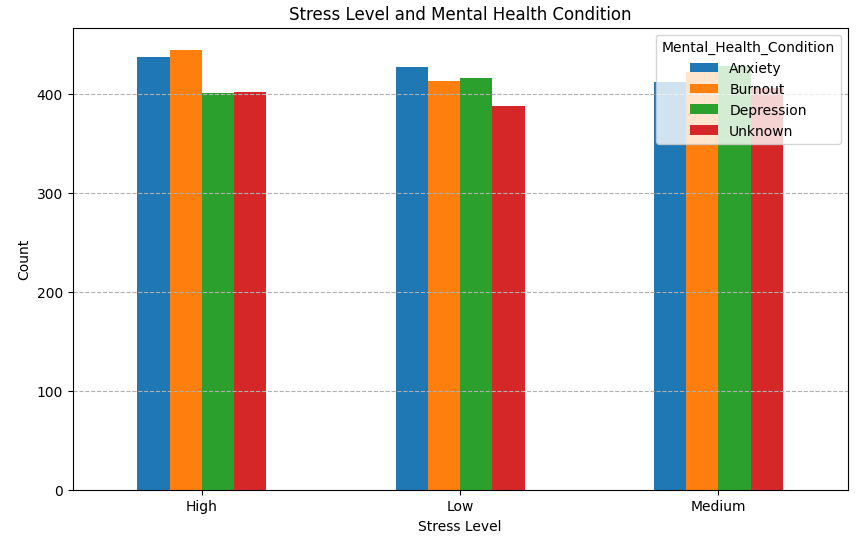 Stress Level and Mental Health Condition
Mental_Health_Condition
Anxiety
Burnout
Depression
Unknown
400
300
200
100
0
Count
High Low Medium
Stress Level